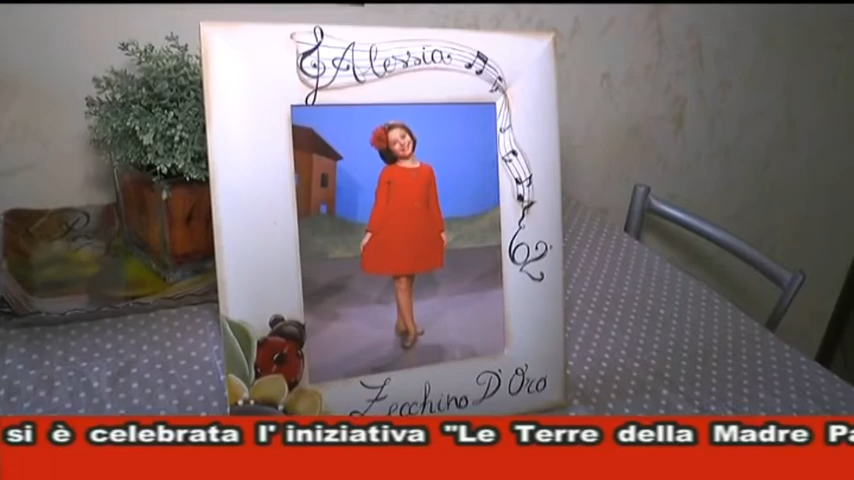 Alessia
62°
Zecchino D'Oro
si è celebrata l'iniziativa "Le Terre della Madre